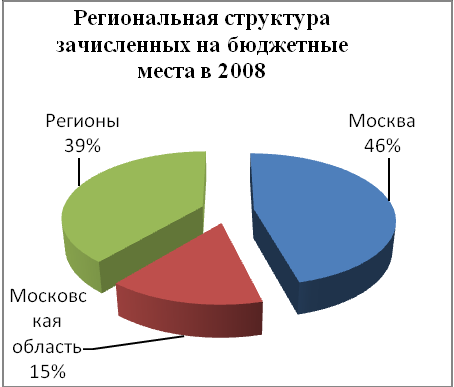 Региональная структура
зачисленных на бюджетные
места в 2008
Регионы
39%
Москва
46%
Московс
кая
область
15%